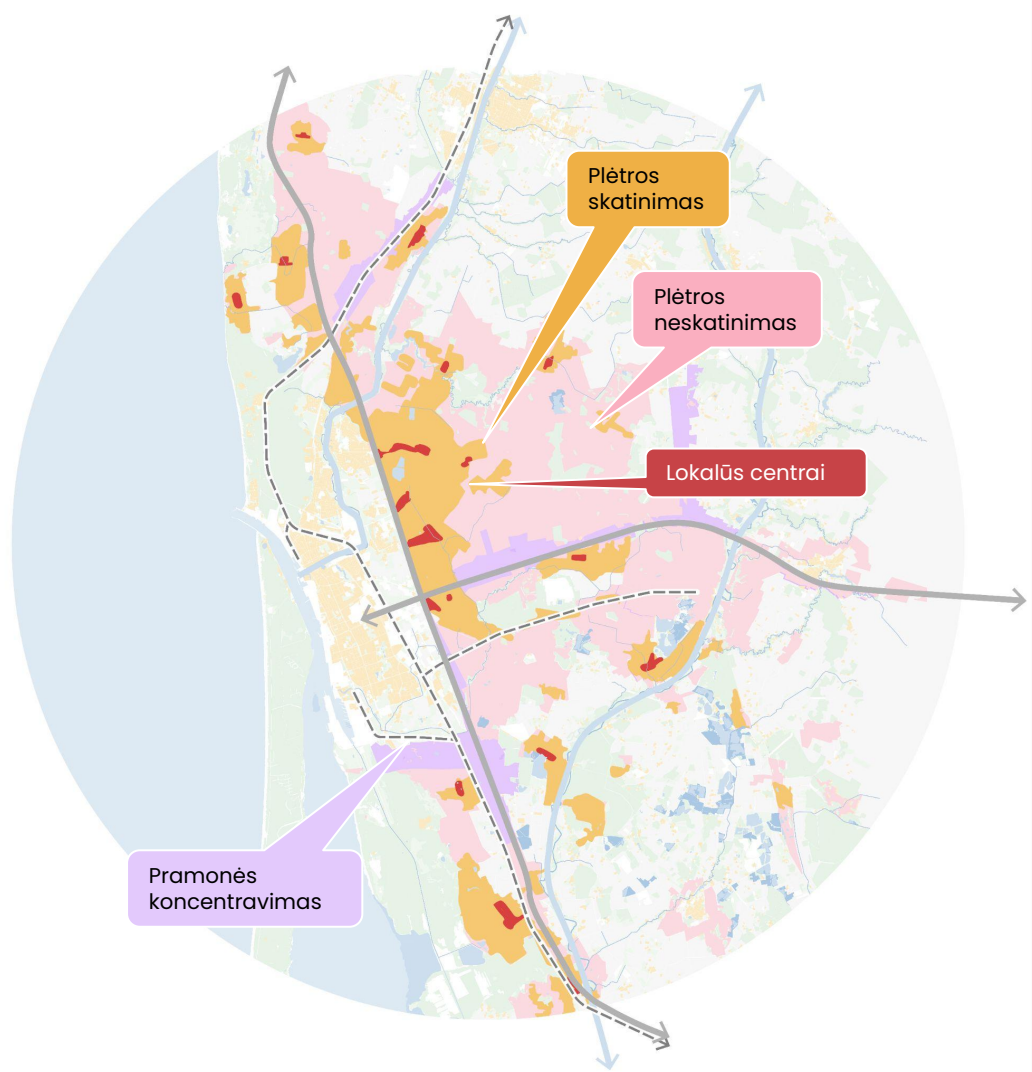 Plėtros
skatinimas
Plėtros
neskatinimas
Lokalūs centrai
Pramonės
koncentravimas